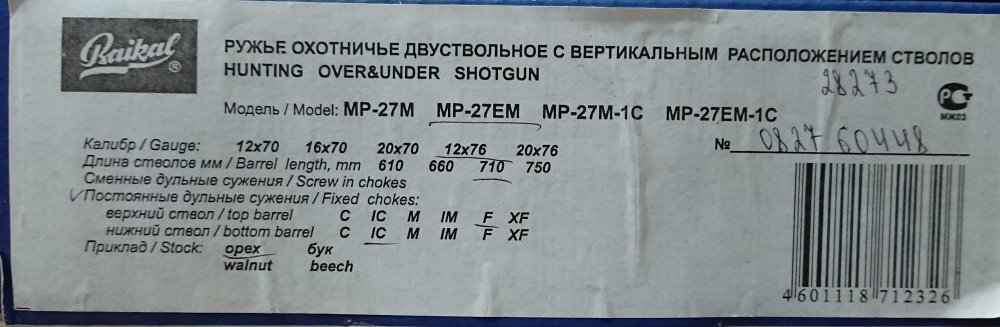 Baikal ®
РУЖЬЕ ОХОТНИЧЬЕ ДВУСТВОЛЬНОЕ С ВЕРТИКАЛЬНЫМ РАСПОЛОЖЕНИЕМ СТВОЛОВ
HUNTING OVER&UNDER SHOTGUN
28273
РС
МЖ03
Модель / Model: MP-27M MP-27EM MP-27M-1C MP-27EM-1C
№ 0827 60448
Калибр / Gauge: 12x70 16x70 20x70 12x76 20x76
Длина стволов мм / Barrel length, mm 610 660 710 750
Сменные дульные сужения / Screw in chokes
Постоянные дульные сужения / Fixed chokes:
верхний ствол / top barrel C IC M IM F XF
нижний ствол / bottom barrel C IC M IM F XF
Приклад / Stock: орех бук
walnut beech
4 601118 712326